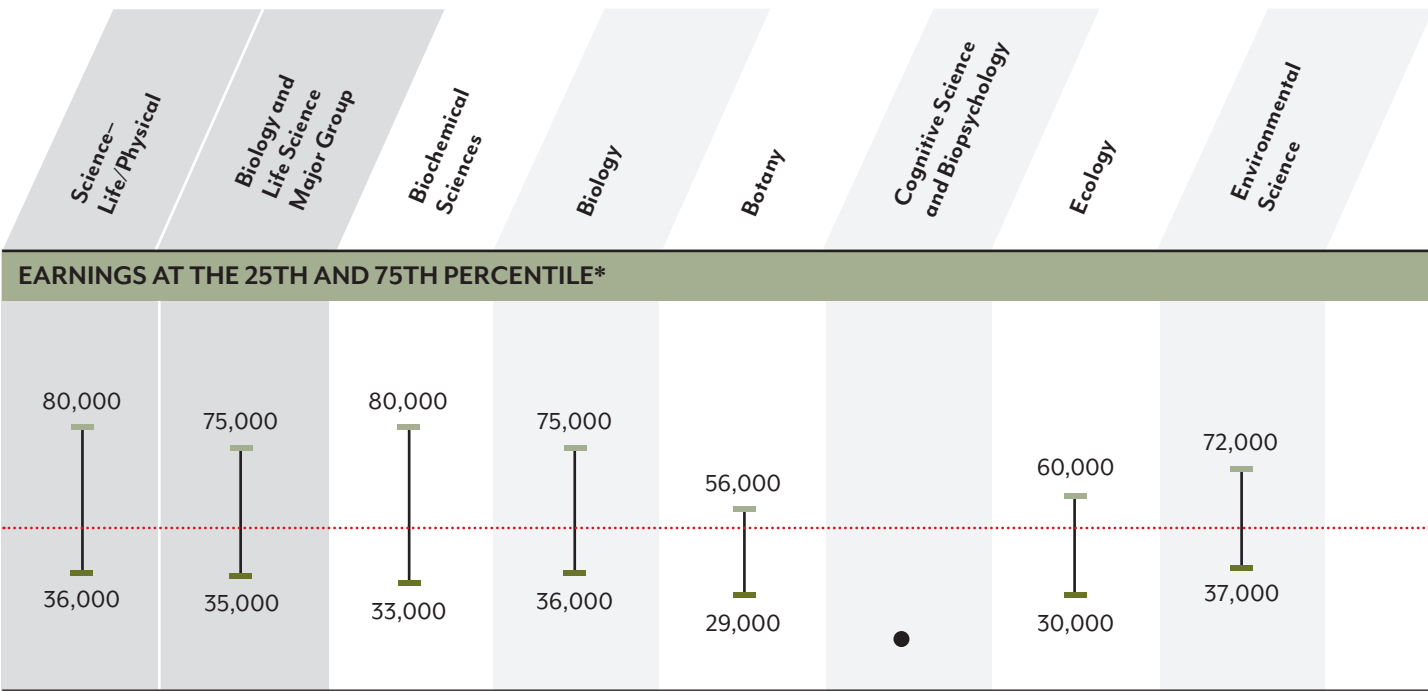 Science–
Life/Physical
Biology and
Life Science
Major Group
Biochemical
Sciences
Biology
Botany
Cognitive Science
and Biopsychology
Ecology
Environmental
Science
EARNINGS AT THE 25TH AND 75TH PERCENTILE*
80,000
75,000
80,000
75,000
56,000
60,000
72,000
36,000
35,000
33,000
36,000
29,000
30,000
37,000